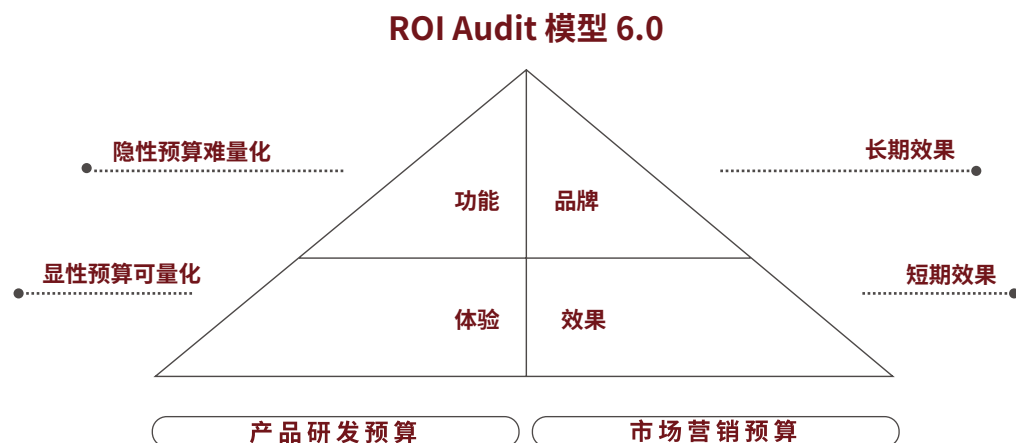 ROI Audit 模型 6.0
隐性预算难量化
长期效果
功能
品牌
显性预算可量化
短期效果
体验
效果
产品研发预算
市场营销预算